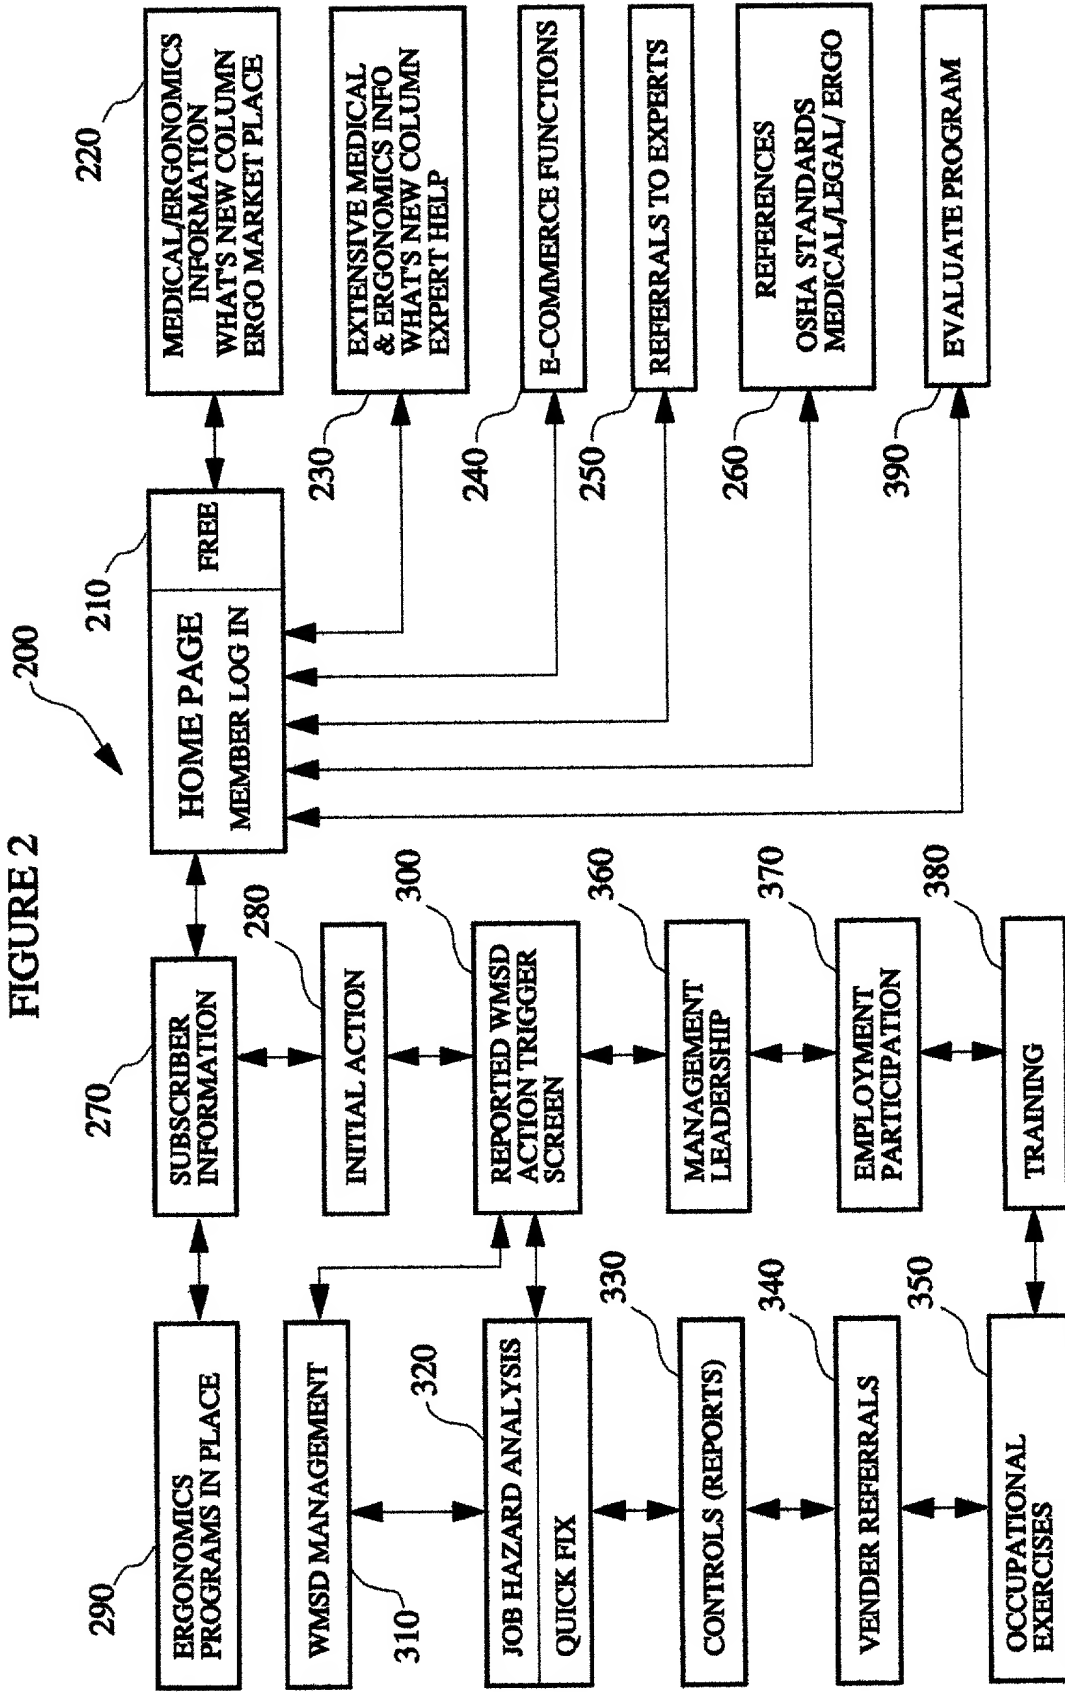 FIGURE 2
200
290
ERGONOMICS
PROGRAMS IN PLACE
270
SUBSCRIBER
INFORMATION
210
HOME PAGE
MEMBER LOG IN
FREE
220
MEDICAL/ERGONOMICS
INFORMATION
WHAT'S NEW COLUMN
ERGO MARKET PLACE
WMSD MANAGEMENT
310
280
INITIAL ACTION
230
EXTENSIVE MEDICAL
& ERGONOMICS INFO
WHAT'S NEW COLUMN
EXPERT HELP
320
JOB HAZARD ANALYSIS
QUICK FIX
300
REPORTED WMSD
ACTION TRIGGER
SCREEN
240
E-COMMERCE FUNCTIONS
330
CONTROLS (REPORTS)
360
MANAGEMENT
LEADERSHIP
250
REFERRALS TO EXPERTS
340
VENDER REFERRALS
370
EMPLOYMENT
PARTICIPATION
260
REFERENCES
OSHA STANDARDS
MEDICAL/LEGAL/ ERGO
350
OCCUPATIONAL
EXERCISES
380
TRAINING
390
EVALUATE PROGRAM